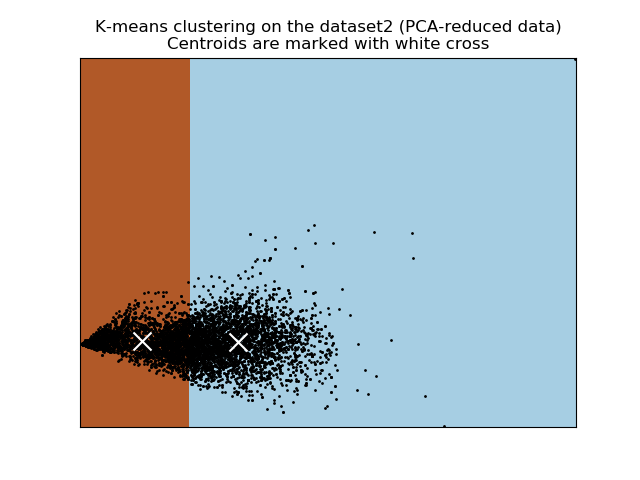 K-means clustering on the dataset2 (PCA-reduced data)
Centroids are marked with white cross